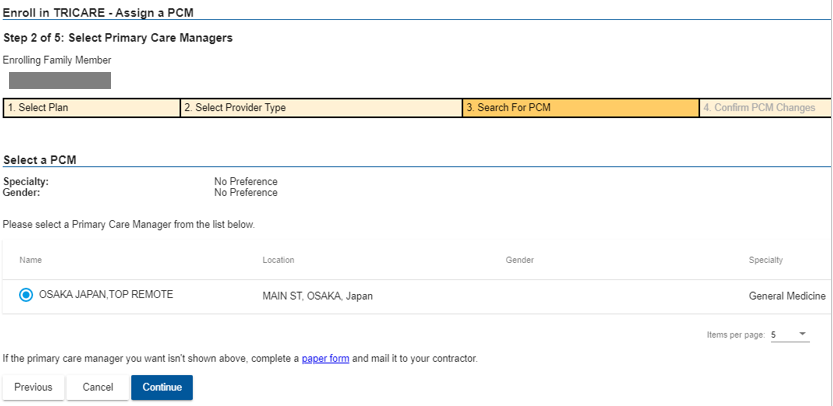 Enroll in TRICARE - Assign a PCM
Step 2 of 5: Select Primary Care Managers
Enrolling Family Member
1. Select Plan 2. Select Provider Type 3. Search For PCM 4. Confirm PCM Changes
Select a PCM
Specialty: No Preference
Gender: No Preference
Please select a Primary Care Manager from the list below.
Name Location Gender Specialty
OSAKA JAPAN,TOP REMOTE MAIN ST, OSAKA, Japan General Medicine
Items per page: 5
If the primary care manager you want isn't shown above, complete a paper form and mail it to your contractor.
Previous Cancel Continue